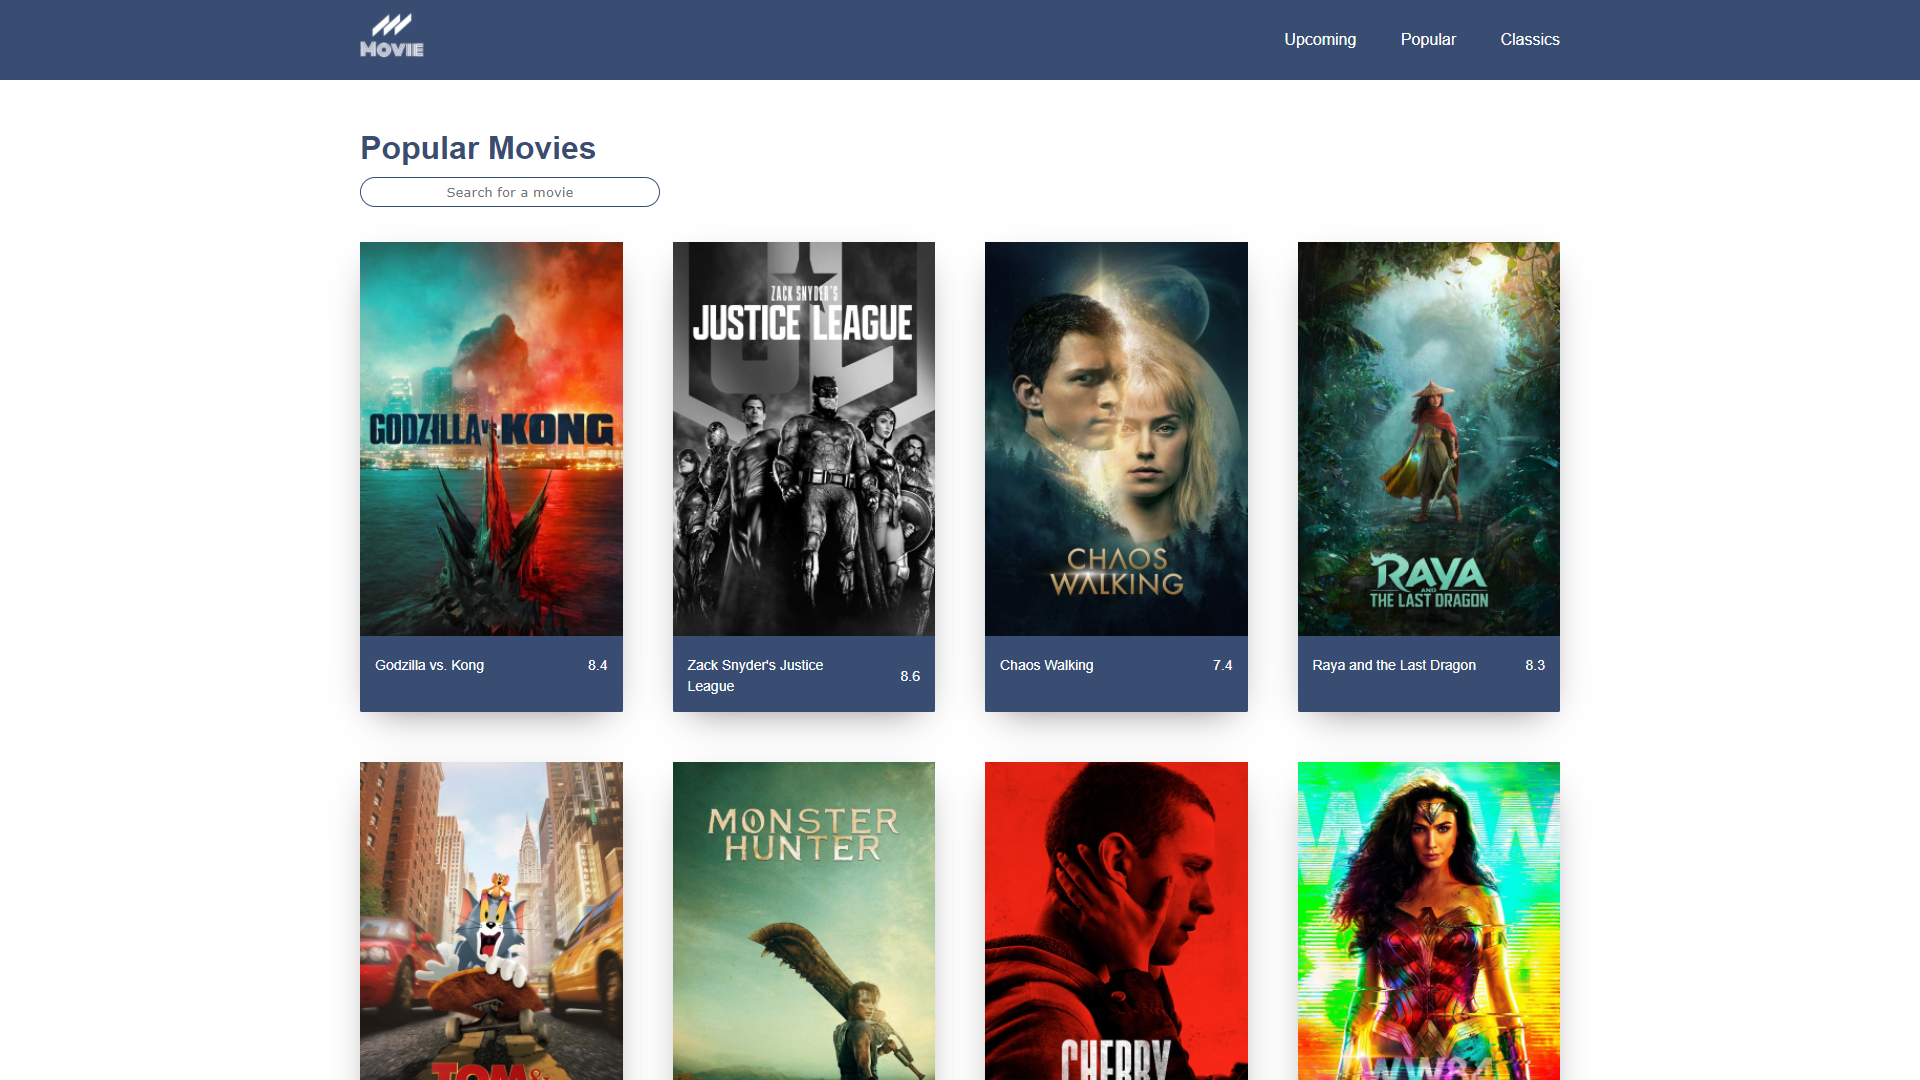 MOVIE
Upcoming
Popular
Classics
Popular Movies
Search for a movie
GODZILLA VS. KONG
Godzilla vs. Kong
8.4
ZACK SNYDER'S
JUSTICE LEAGUE
Zack Snyder's Justice
League
8.6
CHAOS
WALKING
Chaos Walking
7.4
RAYA
AND
THE LAST DRAGON
Raya and the Last Dragon
8.3
TOM&
MONSTER
HUNTER
CHERRY
WW84